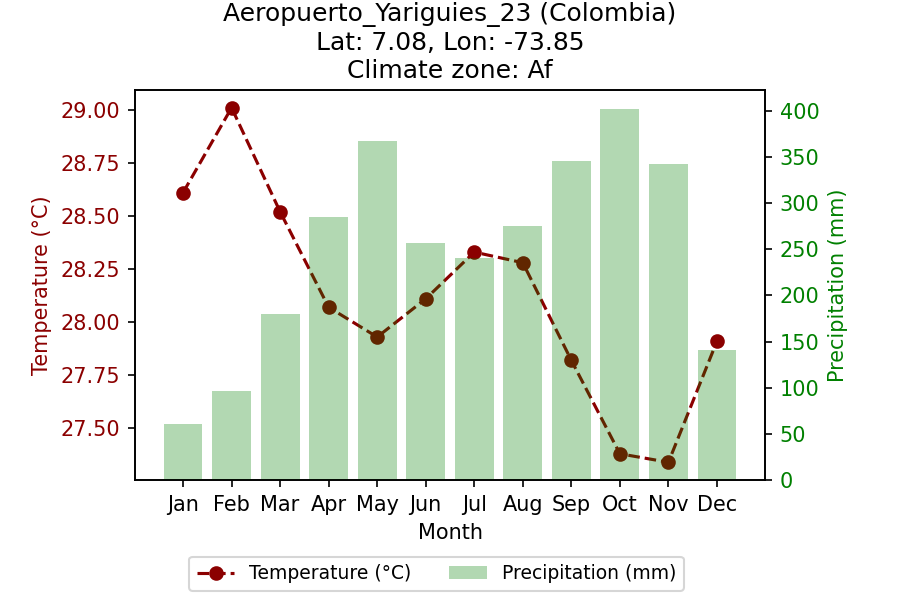 Aeropuerto_Yariguies_23 (Colombia)
Lat: 7.08, Lon: -73.85
Climate zone: Af
Temperature (°C)
29.00
28.75
28.50
28.25
28.00
27.75
27.50
400
350
300
250
200
150
100
50
0
Precipitation (mm)
Jan Feb Mar Apr May Jun Jul Aug Sep Oct Nov Dec
Month
Temperature (°C) Precipitation (mm)